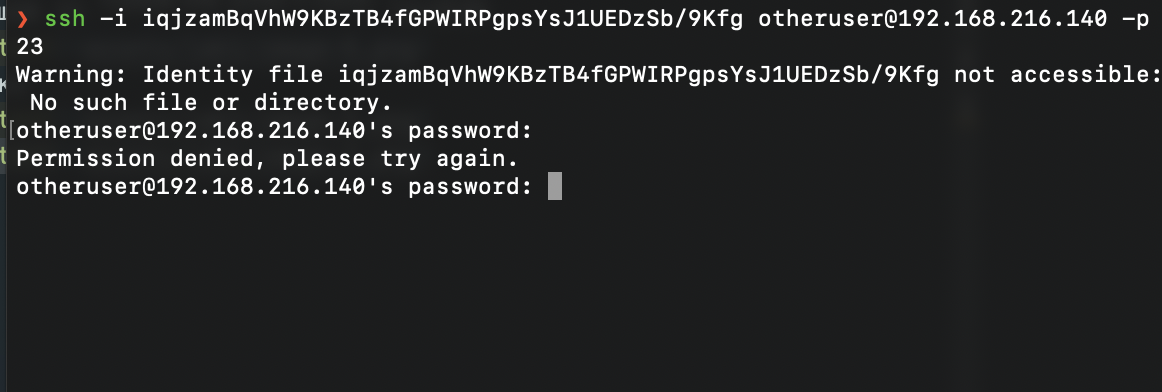 ❯ ssh -i iqjzamBqVhW9KBzTB4fGPWIRPgpsYsJ1UEDzSb/9Kfg otheruser@192.168.216.140 -p
23
Warning: Identity file iqjzamBqVhW9KBzTB4fGPWIRPgpsYsJ1UEDzSb/9Kfg not accessible:
 No such file or directory.
[otheruser@192.168.216.140's password:
Permission denied, please try again.
otheruser@192.168.216.140's password: